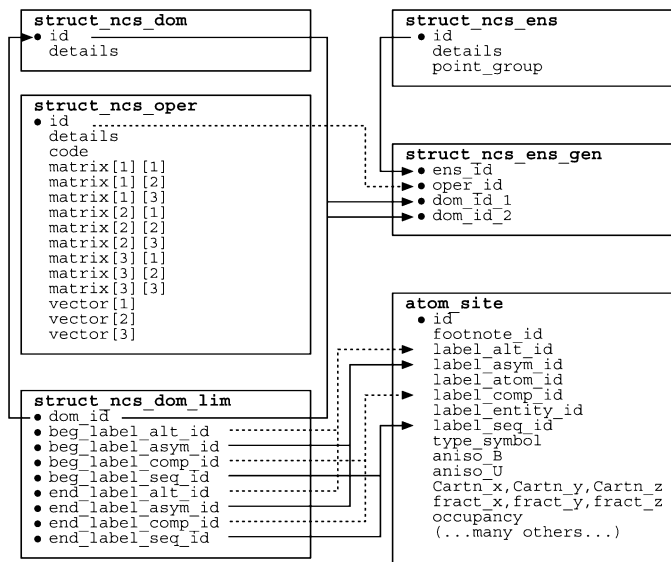 struct_ncs_dom
id
details
struct_ncs_oper
id
details
code
matrix[1][1]
matrix[1][2]
matrix[1][3]
matrix[2][1]
matrix[2][2]
matrix[2][3]
matrix[3][1]
matrix[3][2]
matrix[3][3]
vector[1]
vector[2]
vector[3]
struct_ncs_dom_lim
dom_id
beg_label_alt_id
beg_label_asym_id
beg_label_comp_id
beg_label_seq_id
end_label_alt_id
end_label_asym_id
end_label_comp_id
end_label_seq_id
struct_ncs_ens
id
details
point_group
struct_ncs_ens_gen
ens_id
oper_id
dom_id_1
dom_id_2
atom_site
id
footnote_id
label_alt_id
label_asym_id
label_atom_id
label_comp_id
label_entity_id
label_seq_id
type_symbol
aniso_B
aniso_U
Cartn_x,Cartn_y,Cartn_z
fract_x,fract_y,fract_z
occupancy
(...many others...)